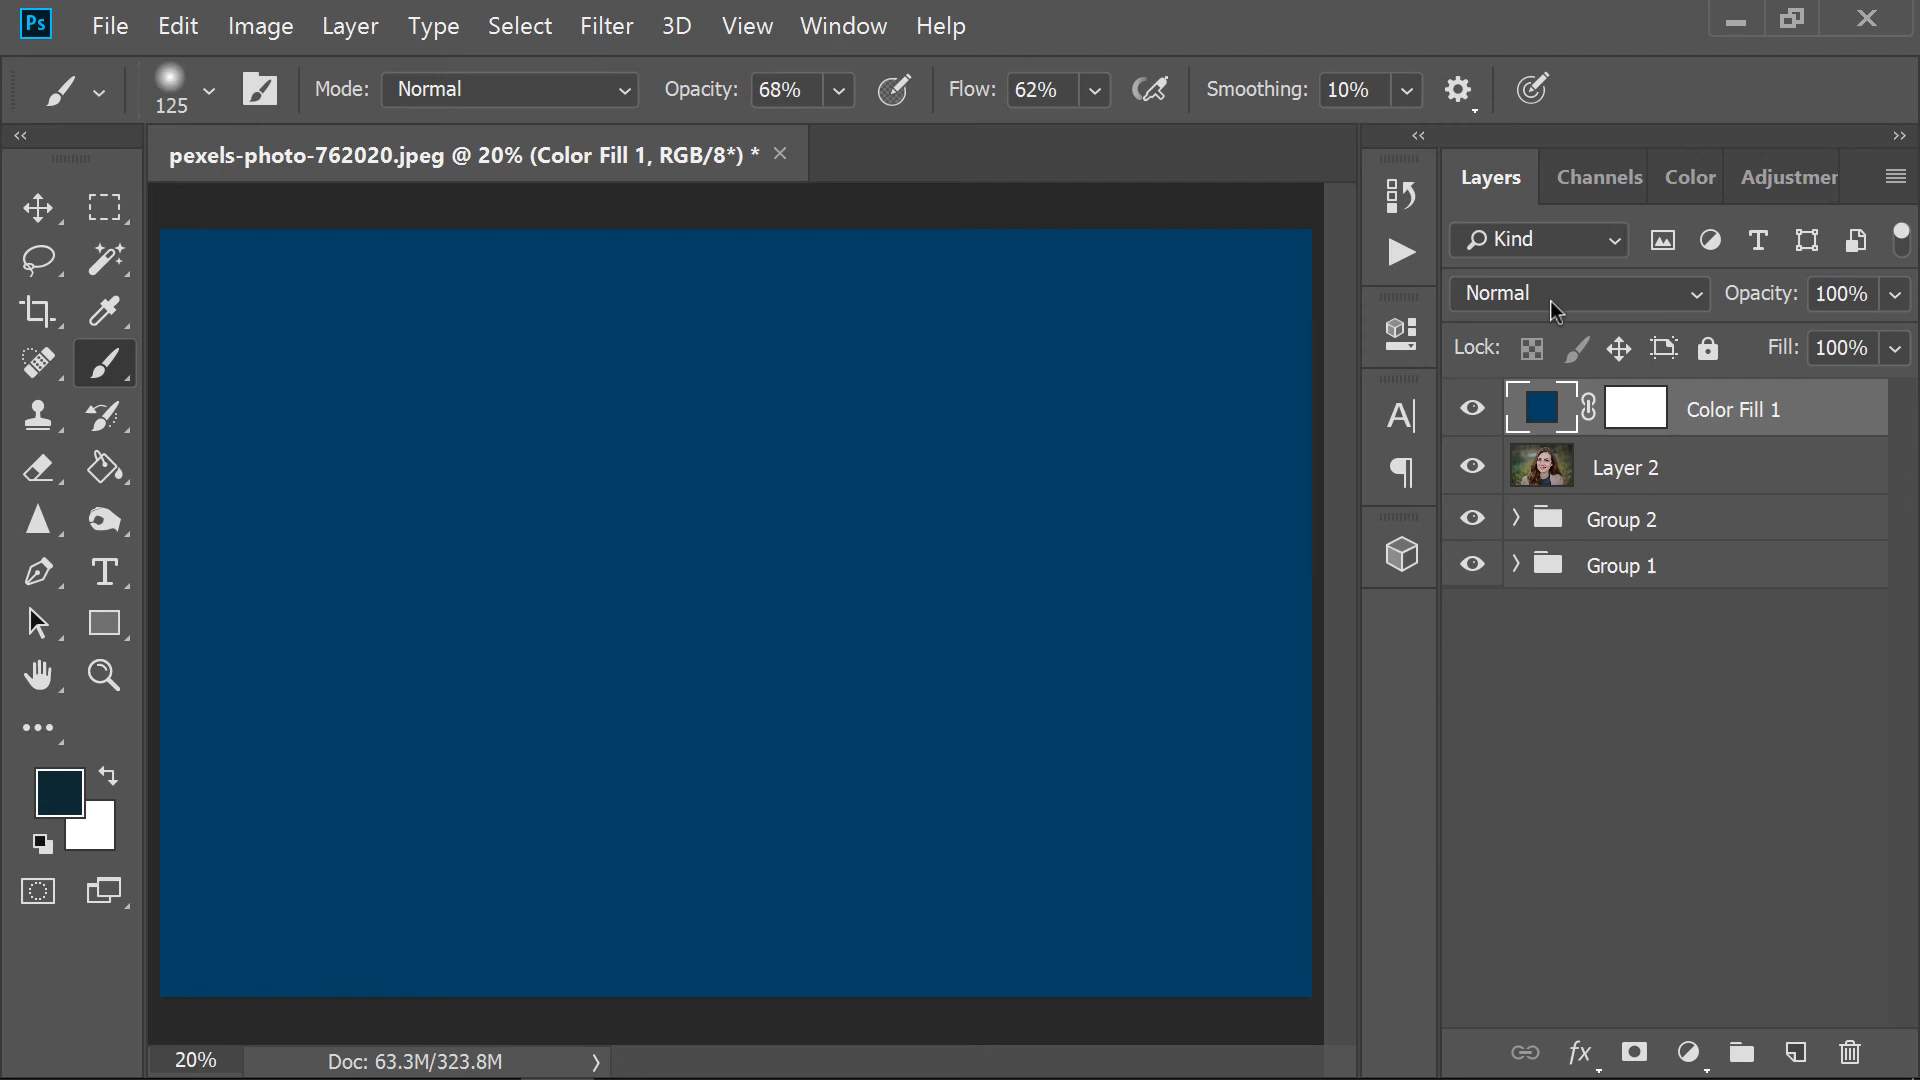 Ps File Edit Image Layer Type Select Filter 3D View Window Help
125 Mode: Normal Opacity: 68% Flow: 62% Smoothing: 10%
pexels-photo-762020.jpeg @ 20% (Color Fill 1, RGB/8*) *
Layers Channels Color Adjustmer
Kind
Normal Opacity: 100%
Lock: Fill: 100%
Color Fill 1
Layer 2
Group 2
Group 1
20% Doc: 63.3M/323.8M
fx